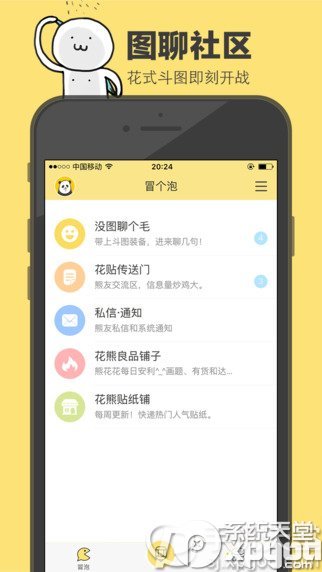 图聊社区
花式斗图即刻开战
中国移动 20:24
冒个泡
没图聊个毛
带上斗图装备，进来聊几句！
4
花贴传送门
熊友交流区，信息量炒鸡大。
3
私信·通知
熊友私信和系统通知
花熊良品铺子
熊花花每日安利^_^画题、有货和达...
花熊贴纸铺
每周更新！快递热门人气贴纸。
系统天堂
冒泡